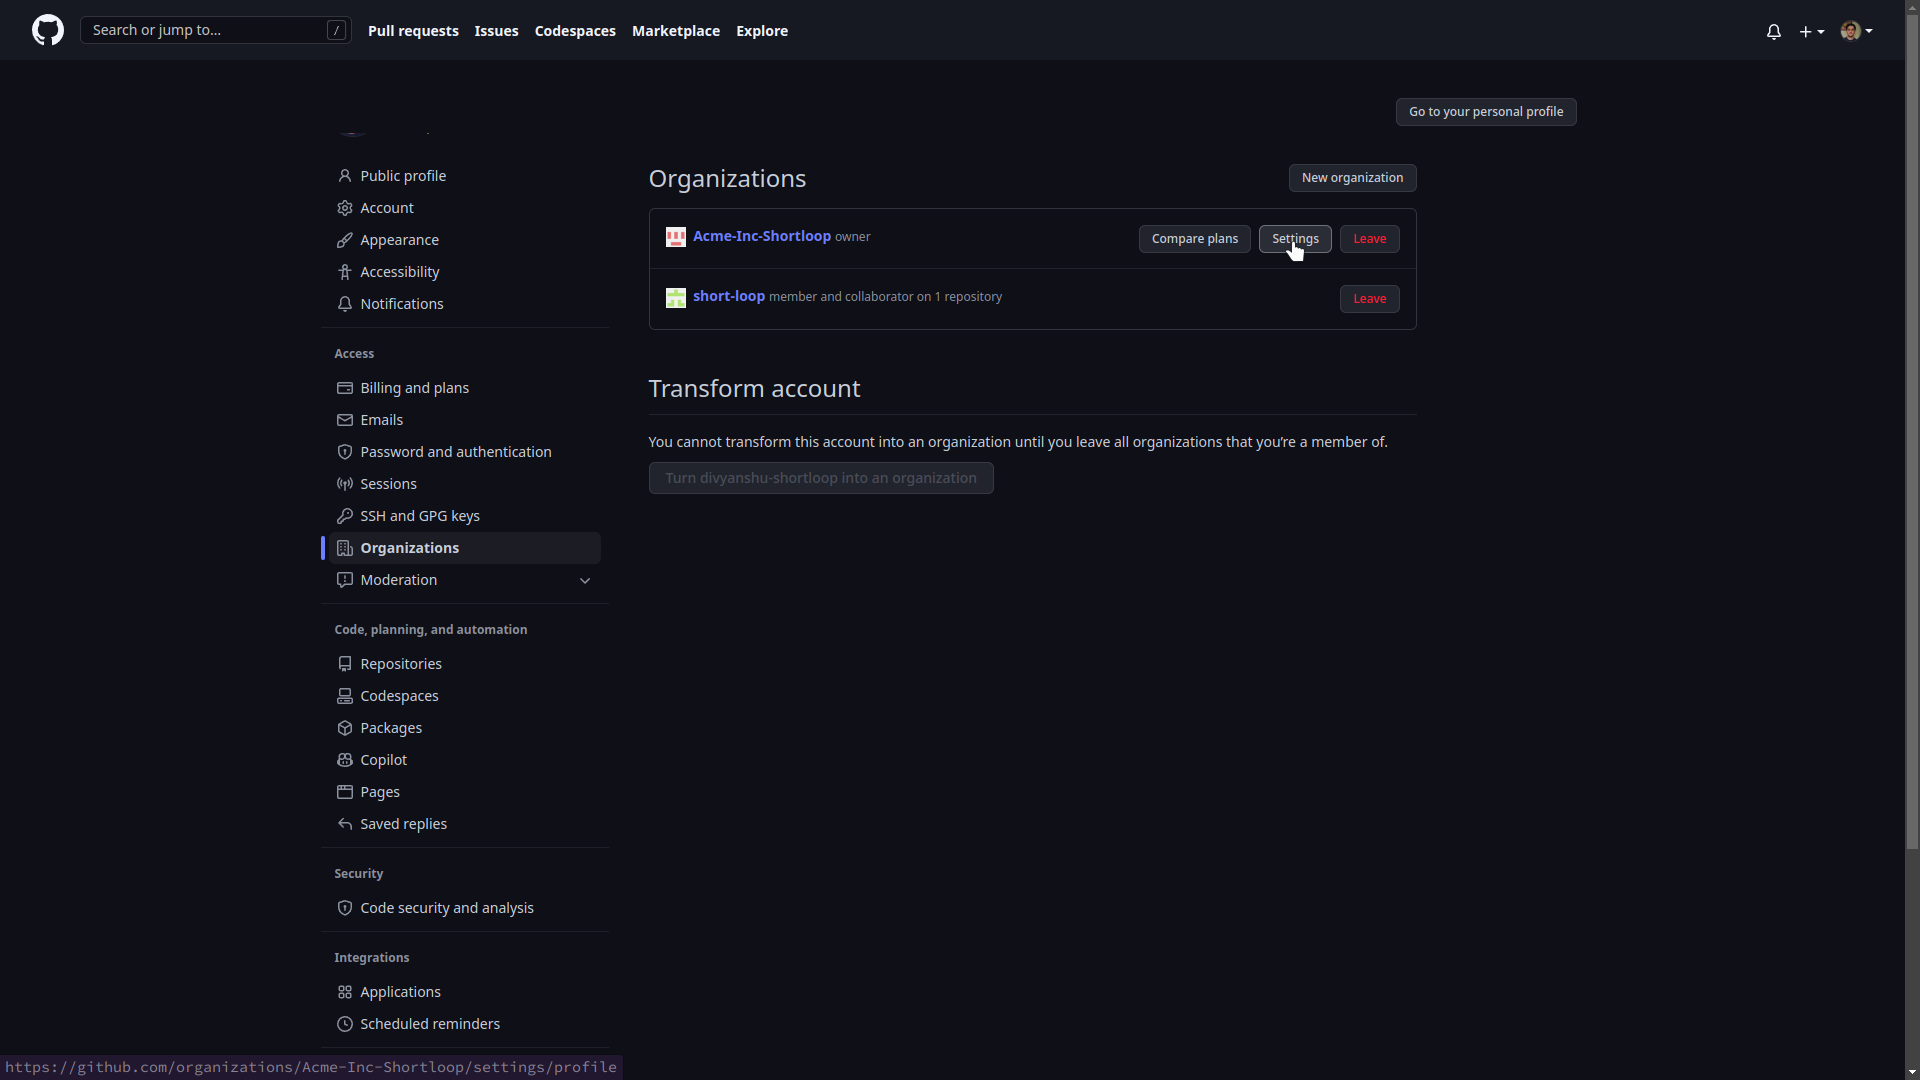 Search or jump to...
/
Pull requests
Issues
Codespaces
Marketplace
Explore
Go to your personal profile
Public profile
Account
Appearance
Accessibility
Notifications
Access
Billing and plans
Emails
Password and authentication
Sessions
SSH and GPG keys
Organizations
Moderation
Code, planning, and automation
Repositories
Codespaces
Packages
Copilot
Pages
Saved replies
Security
Code security and analysis
Integrations
Applications
Scheduled reminders
Organizations
New organization
Acme-Inc-Shortloop owner
Compare plans
Settings
Leave
short-loop member and collaborator on 1 repository
Leave
Transform account
You cannot transform this account into an organization until you leave all organizations that you’re a member of.
Turn divyanshu-shortloop into an organization
https://github.com/organizations/Acme-Inc-Shortloop/settings/profile